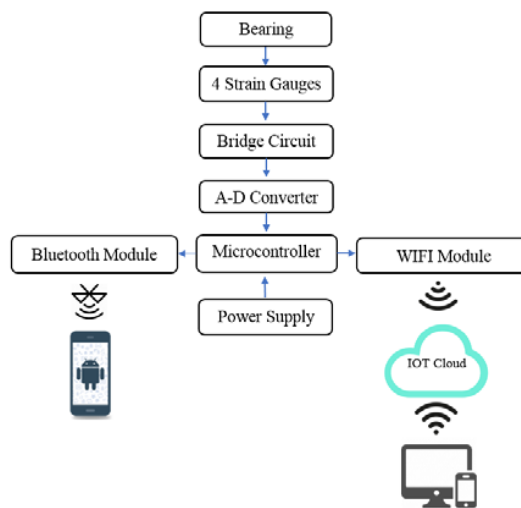 Bearing
4 Strain Gauges
Bridge Circuit
A-D Converter
Bluetooth Module
Microcontroller
WIFI Module
Power Supply
IOT Cloud